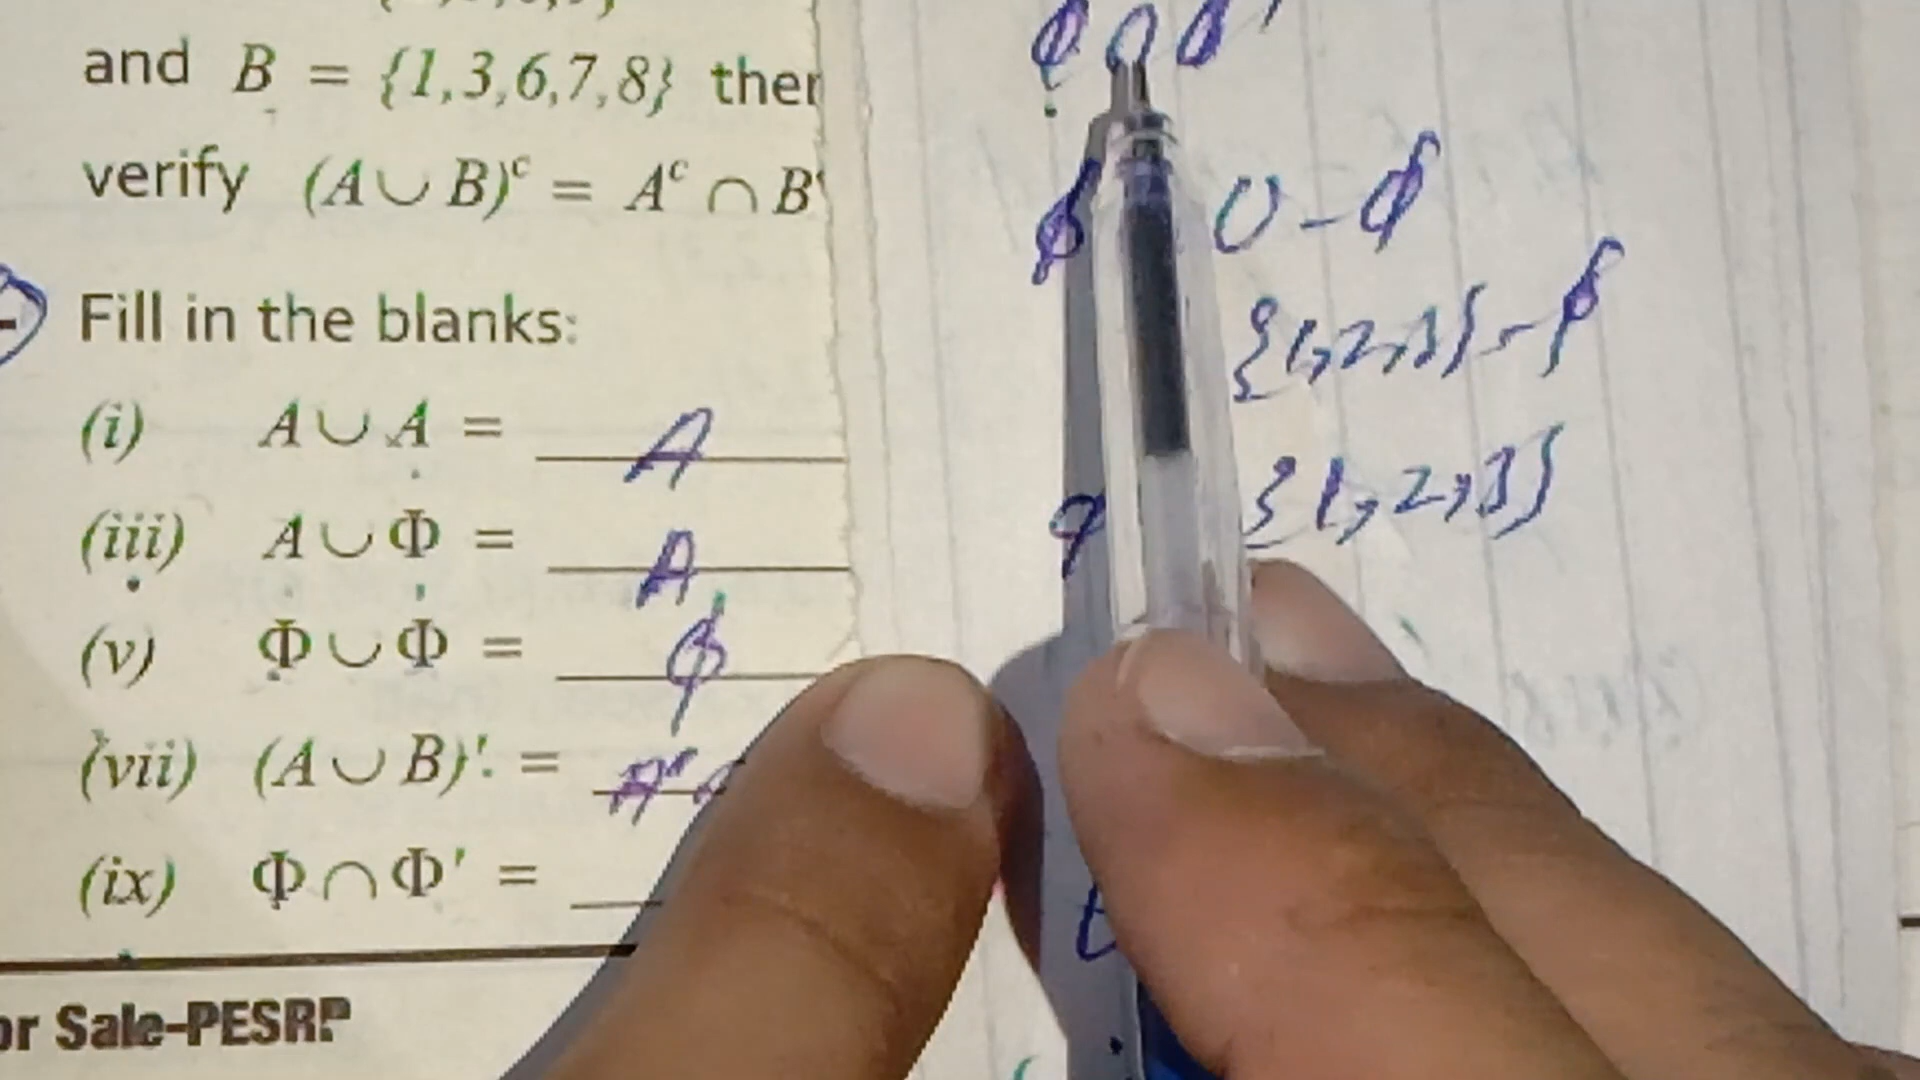 and B = {1,3,6,7,8}
verify (A ∪ B)ᶜ = Aᶜ ∩ B
Fill in the blanks:
(i) A ∪ A = A
(iii) A ∪ Φ = A
(v) Φ ∪ Φ = ϕ
(vii) (A ∪ B)' = A'
(ix) Φ ∩ Φ' =
or Sale-PESRP
ϕ ∩ ϕ'
ϕ U - ϕ
{1,2,3} - ϕ
{1,2,3}